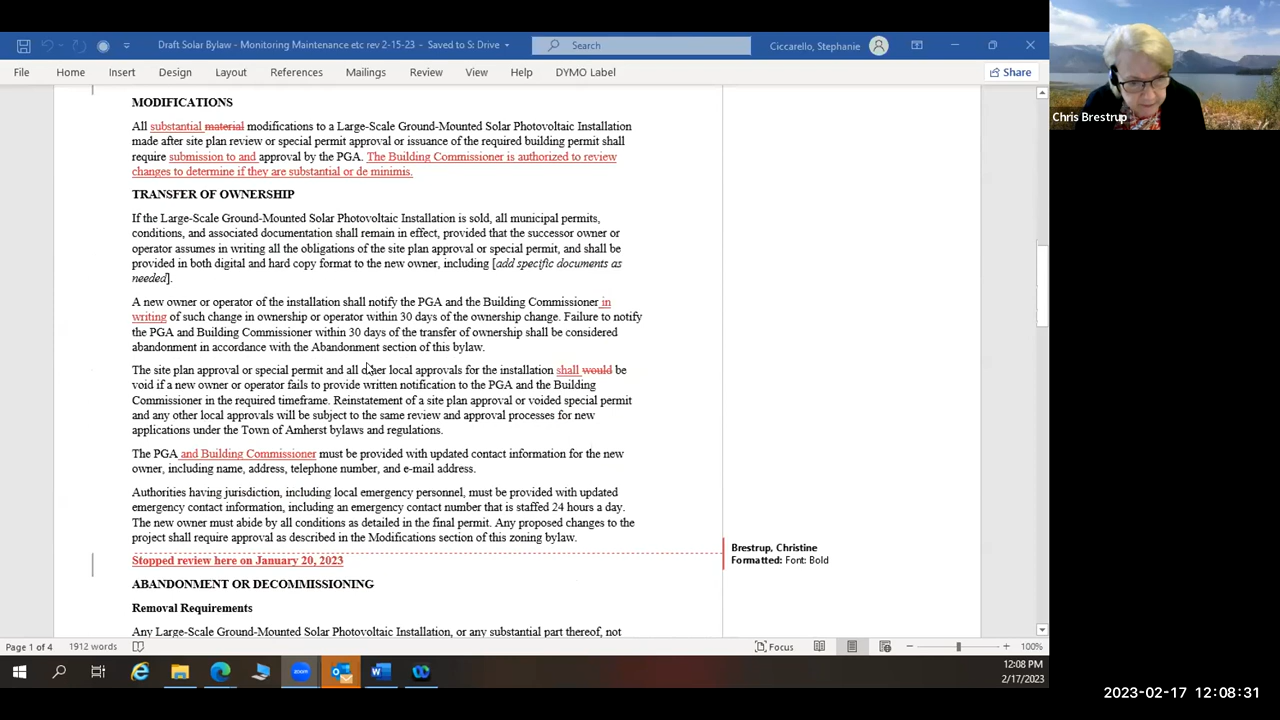 Draft Solar Bylaw - Monitoring Maintenance etc rev 2-15-23 - Saved to S: Drive
Search
Ciccarello, Stephanie
File Home Insert Design Layout References Mailings Review View Help DYMO Label Share
Chris Brestrup
MODIFICATIONS
All substantial material modifications to a Large-Scale Ground-Mounted Solar Photovoltaic Installation
made after site plan review or special permit approval or issuance of the required building permit shall
require submission to and approval by the PGA. The Building Commissioner is authorized to review
changes to determine if they are substantial or de minimis.
TRANSFER OF OWNERSHIP
If the Large-Scale Ground-Mounted Solar Photovoltaic Installation is sold, all municipal permits,
conditions, and associated documentation shall remain in effect, provided that the successor owner or
operator assumes in writing all the obligations of the site plan approval or special permit, and shall be
provided in both digital and hard copy format to the new owner, including [add specific documents as
needed].
A new owner or operator of the installation shall notify the PGA and the Building Commissioner in
writing of such change in ownership or operator within 30 days of the ownership change. Failure to notify
the PGA and Building Commissioner within 30 days of the transfer of ownership shall be considered
abandonment in accordance with the Abandonment section of this bylaw.
The site plan approval or special permit and all other local approvals for the installation shall would be
void if a new owner or operator fails to provide written notification to the PGA and the Building
Commissioner in the required timeframe. Reinstatement of a site plan approval or voided special permit
and any other local approvals will be subject to the same review and approval processes for new
applications under the Town of Amherst bylaws and regulations.
The PGA and Building Commissioner must be provided with updated contact information for the new
owner, including name, address, telephone number, and e-mail address.
Authorities having jurisdiction, including local emergency personnel, must be provided with updated
emergency contact information, including an emergency contact number that is staffed 24 hours a day.
The new owner must abide by all conditions as detailed in the final permit. Any proposed changes to the
project shall require approval as described in the Modifications section of this zoning bylaw.
Brestrup, Christine
Formatted: Font: Bold
Stopped review here on January 20, 2023
ABANDONMENT OR DECOMMISSIONING
Removal Requirements
Any Large-Scale Ground-Mounted Solar Photovoltaic Installation, or any substantial part thereof, not
Page 1 of 4 1912 words Focus 100%
zoom
12:08 PM
2/17/2023
2023-02-17 12:08:31